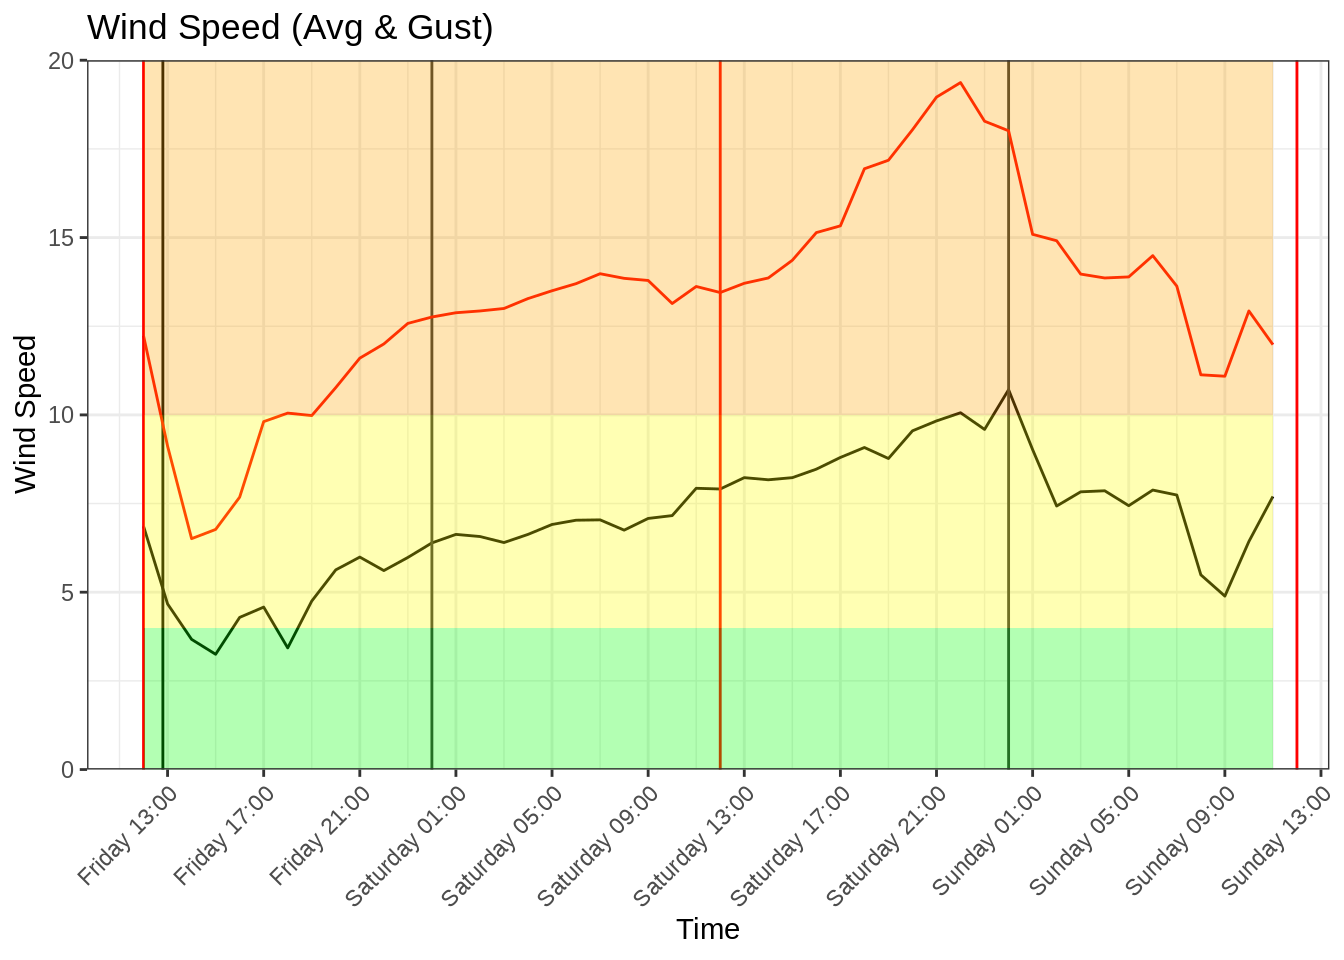 Wind Speed (Avg & Gust)
20
15
10
5
0
Wind Speed
Friday 13:00
Friday 17:00
Friday 21:00
Saturday 01:00
Saturday 05:00
Saturday 09:00
Saturday 13:00
Saturday 17:00
Saturday 21:00
Sunday 01:00
Sunday 05:00
Sunday 09:00
Sunday 13:00
Time